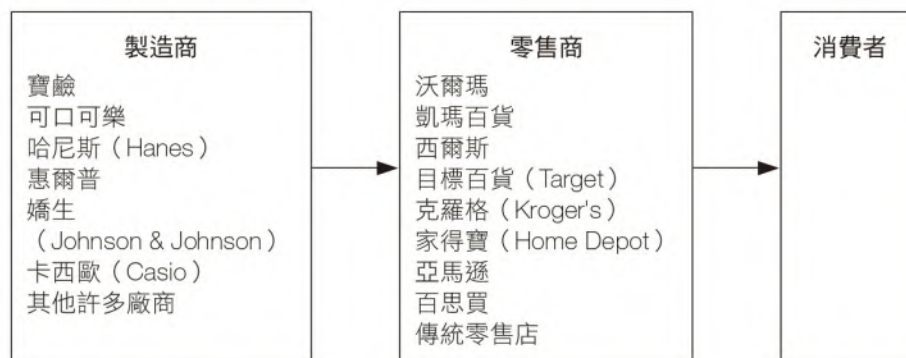 製造商
寶鹼
可口可樂
哈尼斯（Hanes）
惠爾普
嬌生
（Johnson & Johnson）
卡西歐（Casio）
其他許多廠商
零售商
沃爾瑪
凱瑪百貨
西爾斯
目標百貨（Target）
克羅格（Kroger's）
家得寶（Home Depot）
亞馬遜
百思買
傳統零售店
消費者